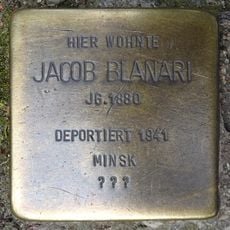 HIER WOHNTE
JACOB BLANARI
JG. 1880
DEPORTIERT 1941
MINSK
? ? ?